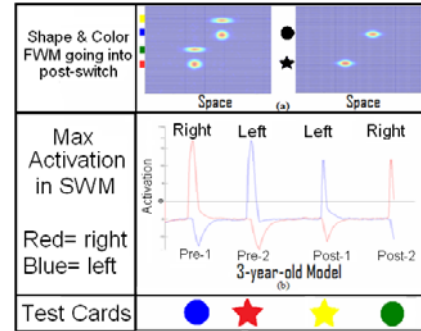 Shape & Color
FWM going into
post-switch
Space
(a)
Space
Max
Activation
in SWM
Red= right
Blue= left
Right
Left
Left
Right
Activation
Pre-1
Pre-2
Post-1
Post-2
3-year-old Model
(b)
Test Cards